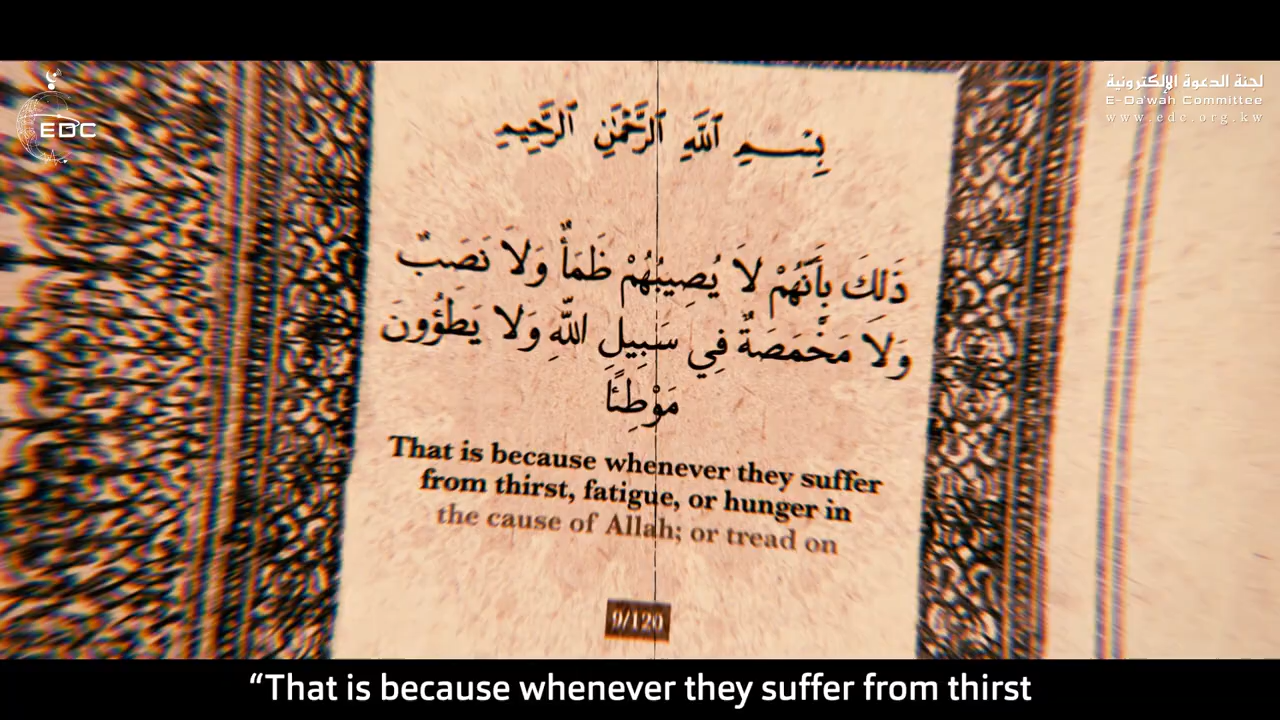 EDC
لجنة الدعوة الإلكترونية
E-Da'wah Committee
www.edc.org.kw
بِسْمِ ٱللَّهِ ٱلرَّحْمَٰنِ ٱلرَّحِيمِ
ذَلِكَ بِأَنَّهُمْ لَا يُصِيبُهُمْ ظَمَأٌ وَلَا نَصَبٌ
وَلَا مَخْمَصَةٌ فِي سَبِيلِ اللَّهِ وَلَا يَطَؤُونَ
مَوْطِئًا
That is because whenever they suffer
from thirst, fatigue, or hunger in
the cause of Allah; or tread on
9/120
“That is because whenever they suffer from thirst